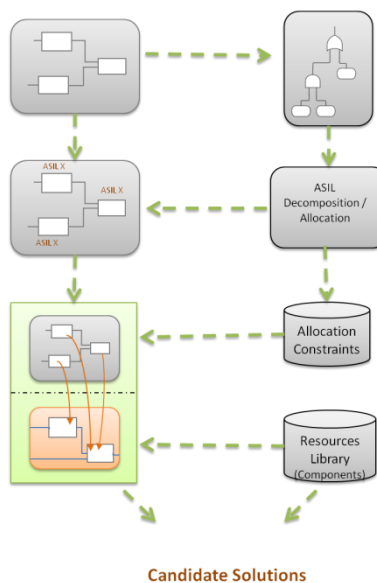 ASIL X
ASIL X
ASIL X
ASIL
Decomposition /
Allocation
Allocation
Constraints
Resources
Library
(Components)
Candidate Solutions